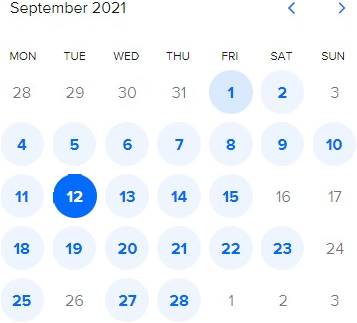 September 2021
MON TUE WED THU FRI SAT SUN
28 29 30 31 1 2 3
4 5 6 7 8 9 10
11 12 13 14 15 16 17
18 19 20 21 22 23 24
25 26 27 28 1 2 3